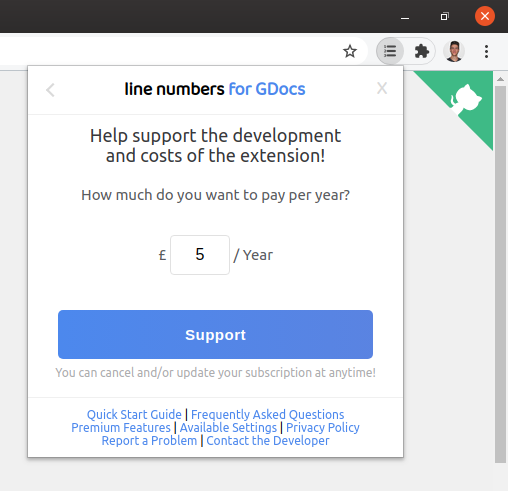 line numbers for GDocs X
Help support the development
and costs of the extension!
How much do you want to pay per year?
£ 5 / Year
Support
You can cancel and/or update your subscription at anytime!
Quick Start Guide | Frequently Asked Questions
Premium Features | Available Settings | Privacy Policy
Report a Problem | Contact the Developer